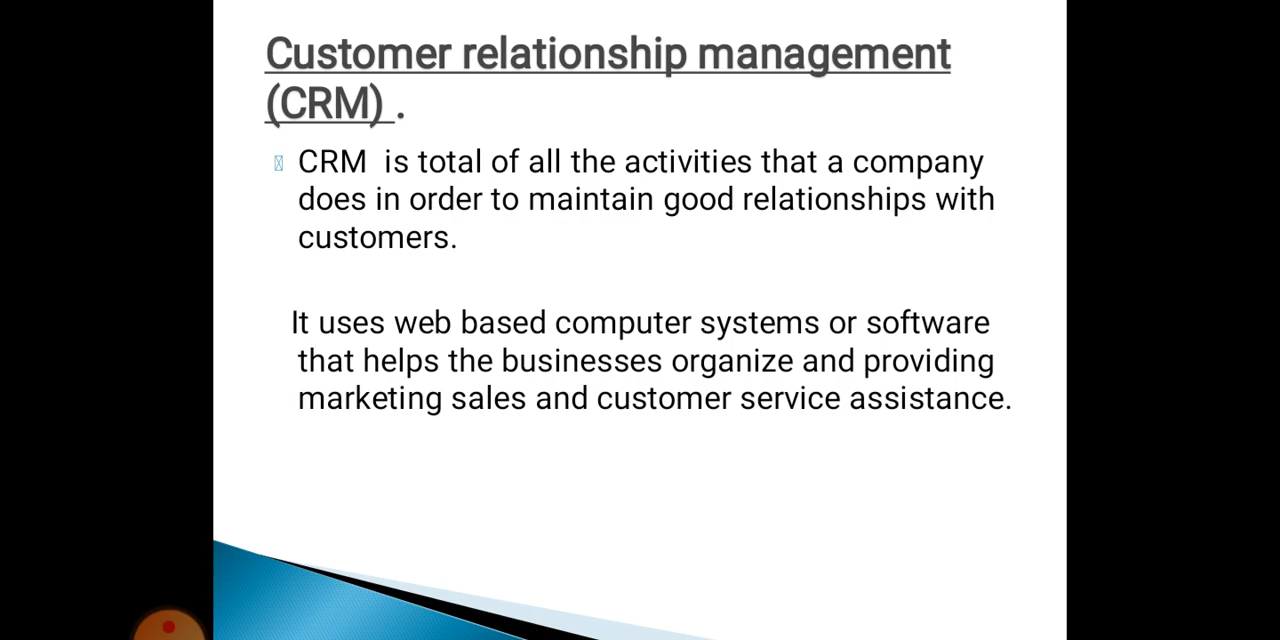 Customer relationship management
(CRM) .
CRM  is total of all the activities that a company
does in order to maintain good relationships with
customers.
It uses web based computer systems or software
that helps the businesses organize and providing
marketing sales and customer service assistance.